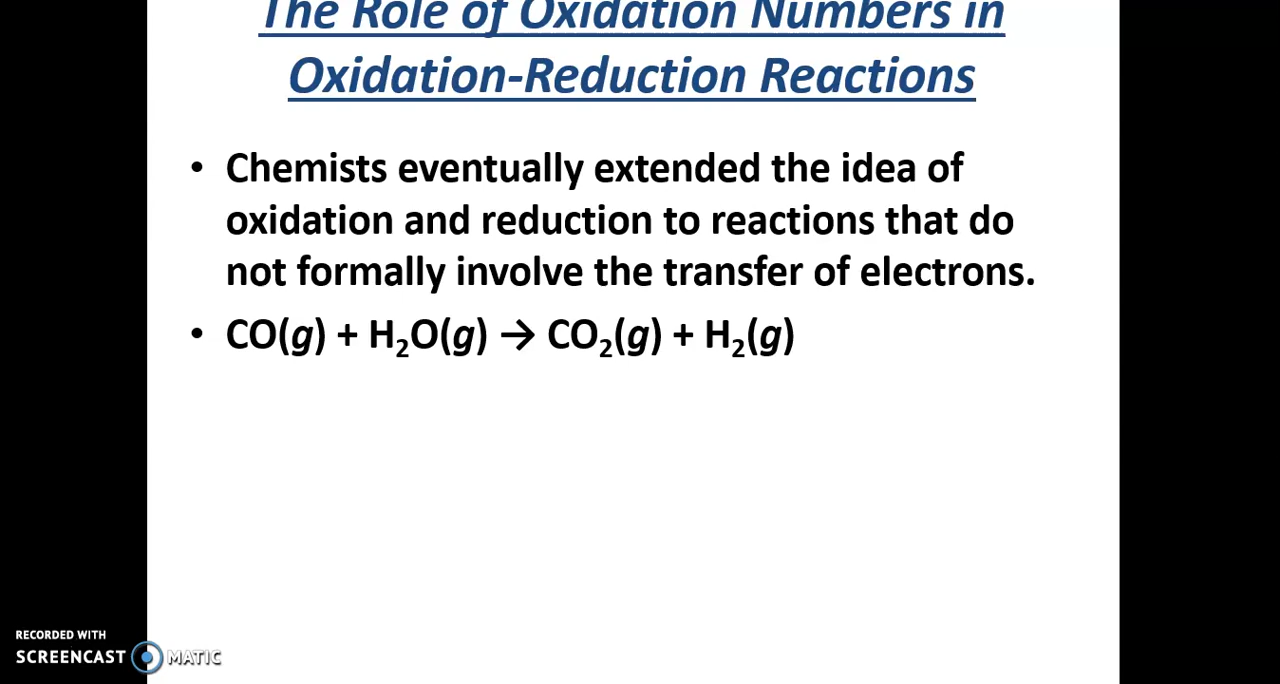 The Role of Oxidation Numbers in
Oxidation-Reduction Reactions
• Chemists eventually extended the idea of
oxidation and reduction to reactions that do
not formally involve the transfer of electrons.
• CO(g) + H₂O(g) → CO₂(g) + H₂(g)
RECORDED WITH
SCREENCAST MATIC